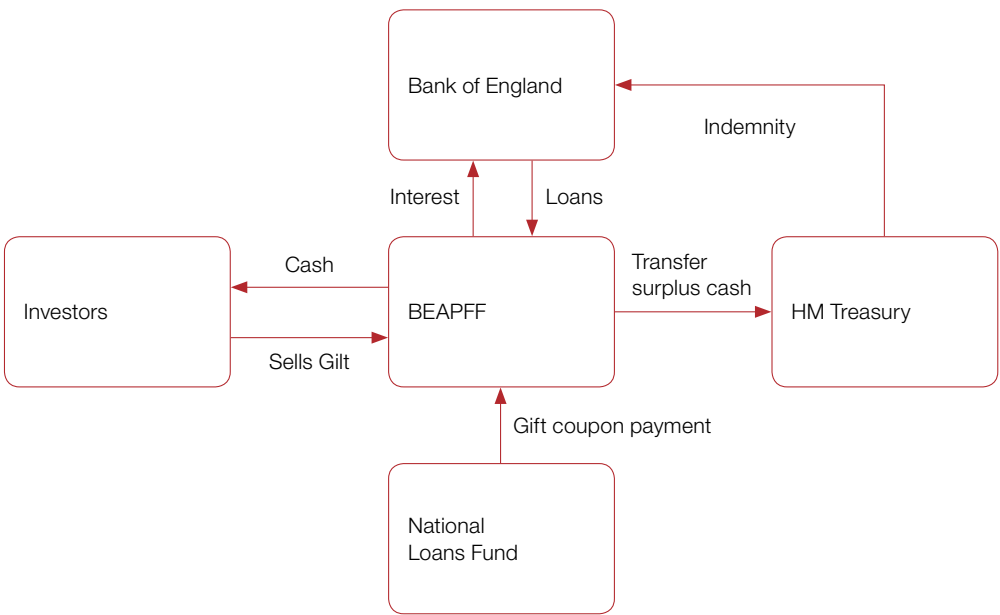 Bank of England
Indemnity
Interest
Loans
Cash
Transfer
surplus cash
Investors
BEAPFF
HM Treasury
Sells Gilt
Gift coupon payment
National
Loans Fund